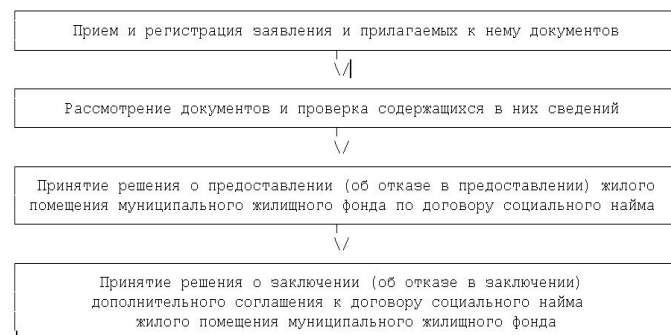 Прием и регистрация заявления и прилагаемых к нему документов
\/
Рассмотрение документов и проверка содержащихся в них сведений
\/
Принятие решения о предоставлении (об отказе в предоставлении) жилого
помещения муниципального жилищного фонда по договору социального найма
\/
Принятие решения о заключении (об отказе в заключении)
дополнительного соглашения к договору социального найма
жилого помещения муниципального жилищного фонда